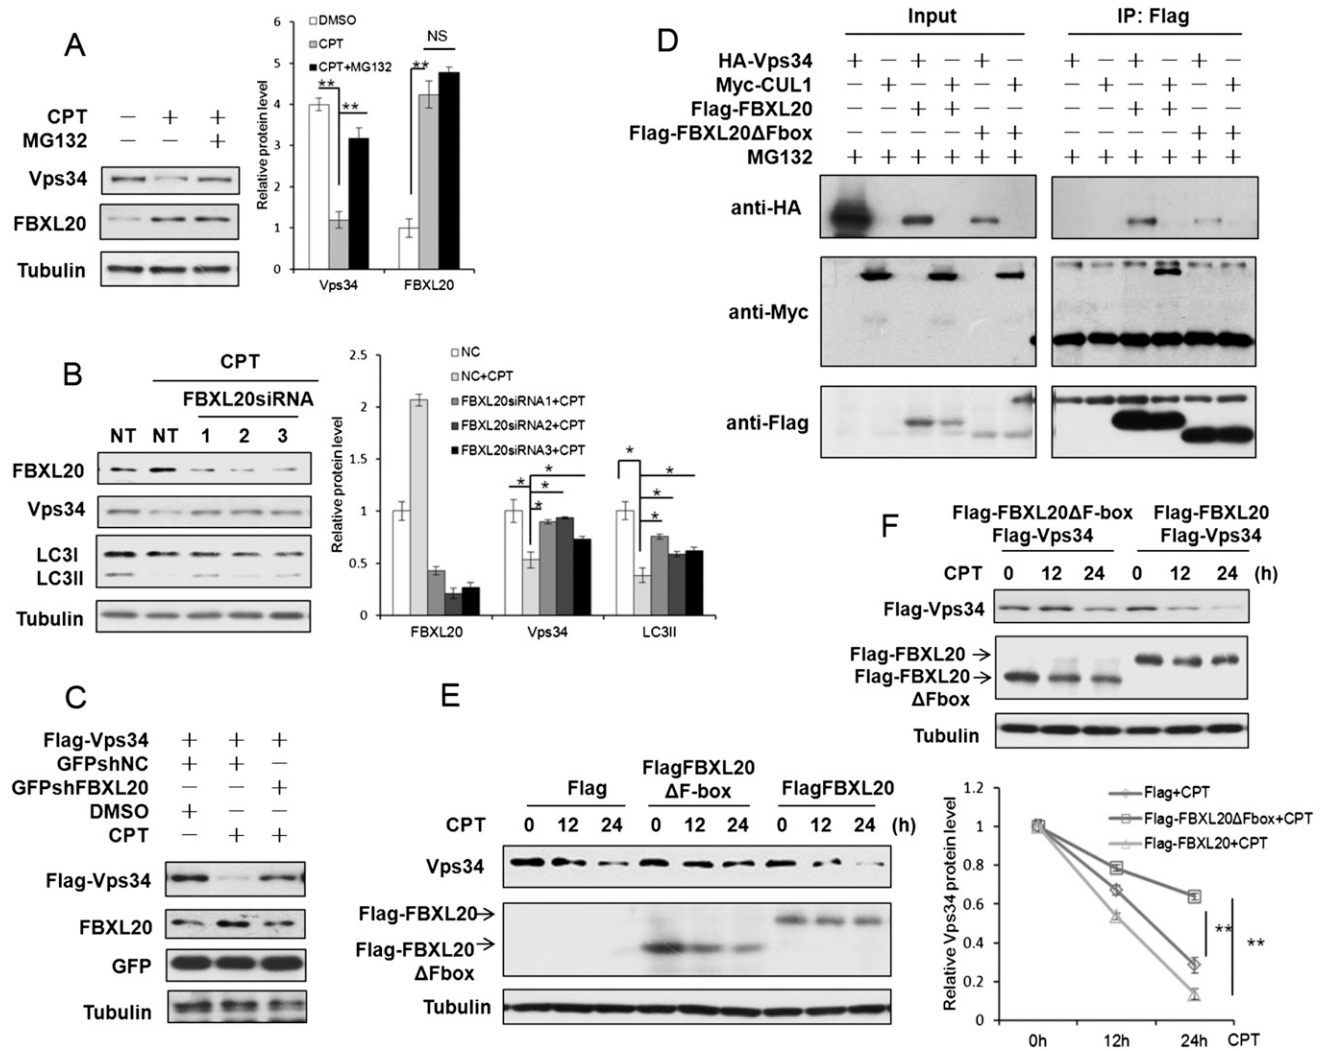 A
CPT − + +
MG132 − − +
Vps34
FBXL20
Tubulin
Relative protein level
6
5
4
3
2
1
0
DMSO
CPT
CPT+MG132
**
**
**
NS
Vps34 FBXL20
B
CPT
FBXL20siRNA
NT NT 1 2 3
FBXL20
Vps34
LC3I
LC3II
Tubulin
Relative protein level
2.5
2
1.5
1
0.5
0
NC
NC+CPT
FBXL20siRNA1+CPT
FBXL20siRNA2+CPT
FBXL20siRNA3+CPT
* * * *
* * * *
FBXL20 Vps34 LC3II
C
Flag-Vps34 + + +
GFPshNC + + −
GFPshFBXL20 − − +
DMSO + − −
CPT − + +
Flag-Vps34
FBXL20
GFP
Tubulin
D
Input IP: Flag
HA-Vps34 + − + − + − + − + − + −
Myc-CUL1 − + − + − + − + − + − +
Flag-FBXL20 − − + + − − − − + + − −
Flag-FBXL20ΔFbox − − − − + + − − − − + +
MG132 + + + + + + + + + + + +
anti-HA
anti-Myc
anti-Flag
E
Flag FlagFBXL20 ΔF-box FlagFBXL20
CPT 0 12 24 0 12 24 0 12 24 (h)
Vps34
Flag-FBXL20→
Flag-FBXL20→
ΔFbox
Tubulin
Relative Vps34 protein level
1.2
1
0.8
0.6
0.4
0.2
0
Flag+CPT
Flag-FBXL20ΔFbox+CPT
Flag-FBXL20+CPT
** **
0h 12h 24h CPT
F
Flag-FBXL20ΔF-box Flag-FBXL20
Flag-Vps34 Flag-Vps34
CPT 0 12 24 0 12 24 (h)
Flag-Vps34
Flag-FBXL20 →
Flag-FBXL20→
ΔFbox
Tubulin